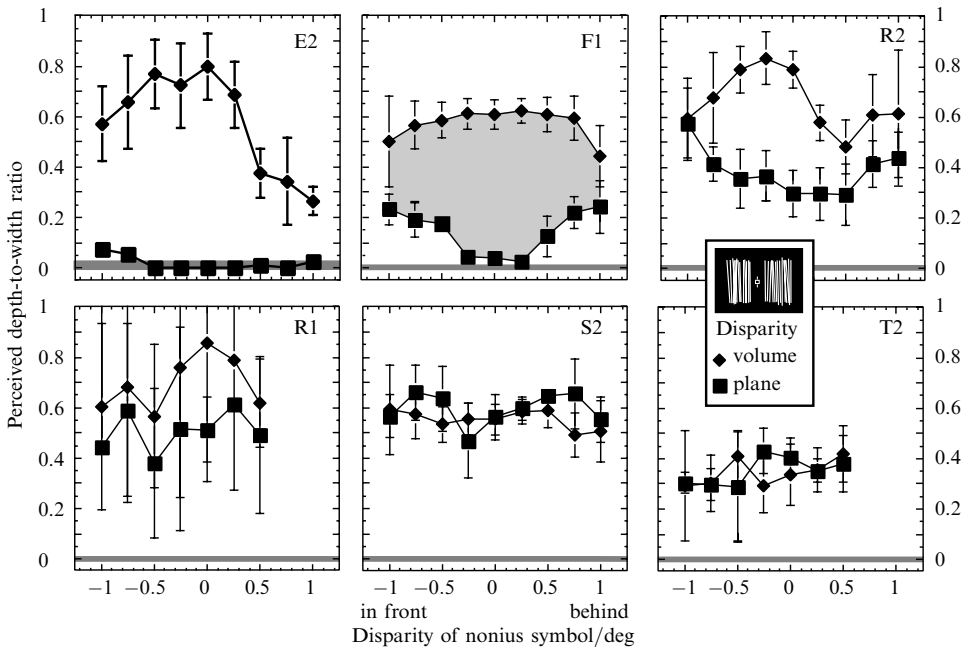 1
0.8
0.6
0.4
0.2
0
E2
F1
R2
1
0.8
0.6
0.4
0.2
0
Perceived depth-to-width ratio
0.8
0.6
0.4
0.2
0
R1
S2
T2
0.8
0.6
0.4
0.2
0
Disparity
volume
plane
−1 −0.5 0 0.5 1
−1 −0.5 0 0.5 1
−1 −0.5 0 0.5 1
in front behind
Disparity of nonius symbol/deg